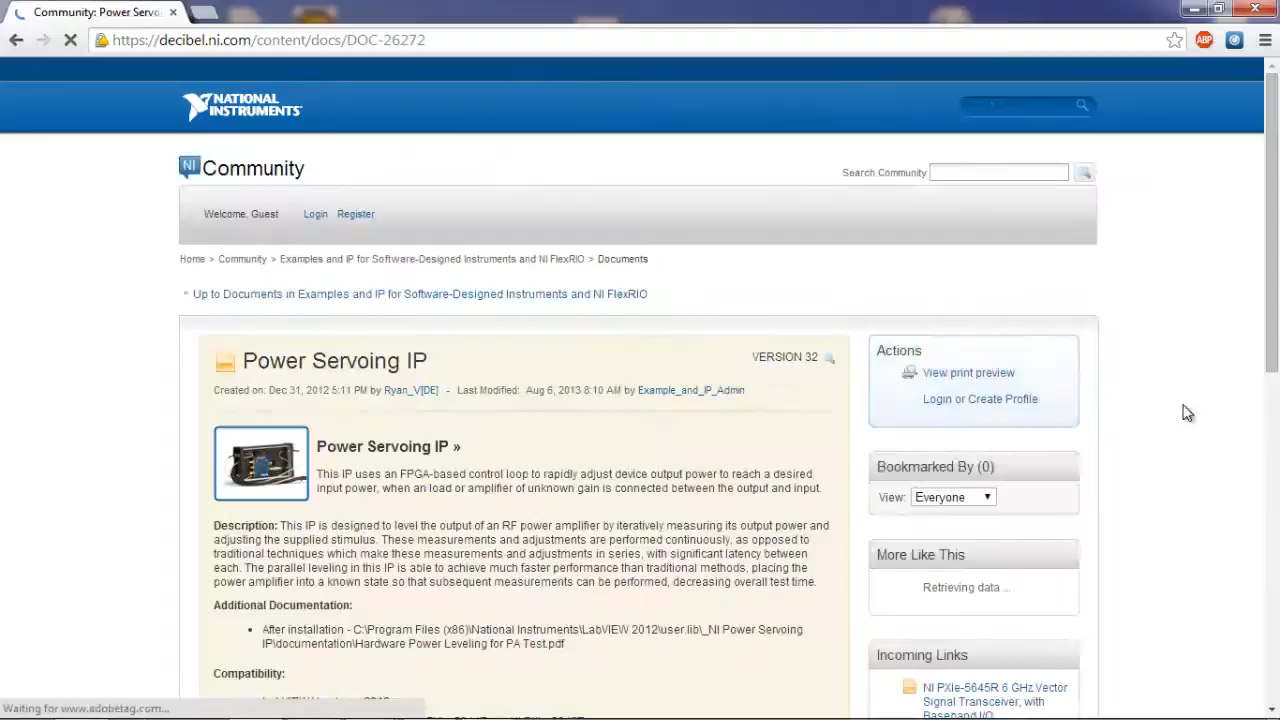 Community: Power Servo
https://decibel.ni.com/content/docs/DOC-26272
ABP
NATIONAL
INSTRUMENTS
NI Community
Search Community
Welcome, Guest Login Register
Home > Community > Examples and IP for Software-Designed Instruments and NI FlexRIO > Documents
Up to Documents in Examples and IP for Software-Designed Instruments and NI FlexRIO
Power Servoing IP
VERSION 32
Created on: Dec 31, 2012 5:11 PM by Ryan_V[DE] - Last Modified: Aug 6, 2013 8:10 AM by Example_and_IP_Admin
Power Servoing IP »
This IP uses an FPGA-based control loop to rapidly adjust device output power to reach a desired
input power, when an load or amplifier of unknown gain is connected between the output and input.
Description: This IP is designed to level the output of an RF power amplifier by iteratively measuring its output power and
adjusting the supplied stimulus. These measurements and adjustments are performed continuously, as opposed to
traditional techniques which make these measurements and adjustments in series, with significant latency between
each. The parallel leveling in this IP is able to achieve much faster performance than traditional methods, placing the
power amplifier into a known state so that subsequent measurements can be performed, decreasing overall test time.
Additional Documentation:
• After installation - C:\Program Files (x86)\National Instruments\LabVIEW 2012\user.lib\_NI Power Servoing
IP\documentation\Hardware Power Leveling for PA Test.pdf
Compatibility:
Actions
View print preview
Login or Create Profile
Bookmarked By (0)
View: Everyone
More Like This
Retrieving data ...
Incoming Links
NI PXIe-5645R 6 GHz Vector
Signal Transceiver, with
Baseband I/O
Waiting for www.adobetag.com...